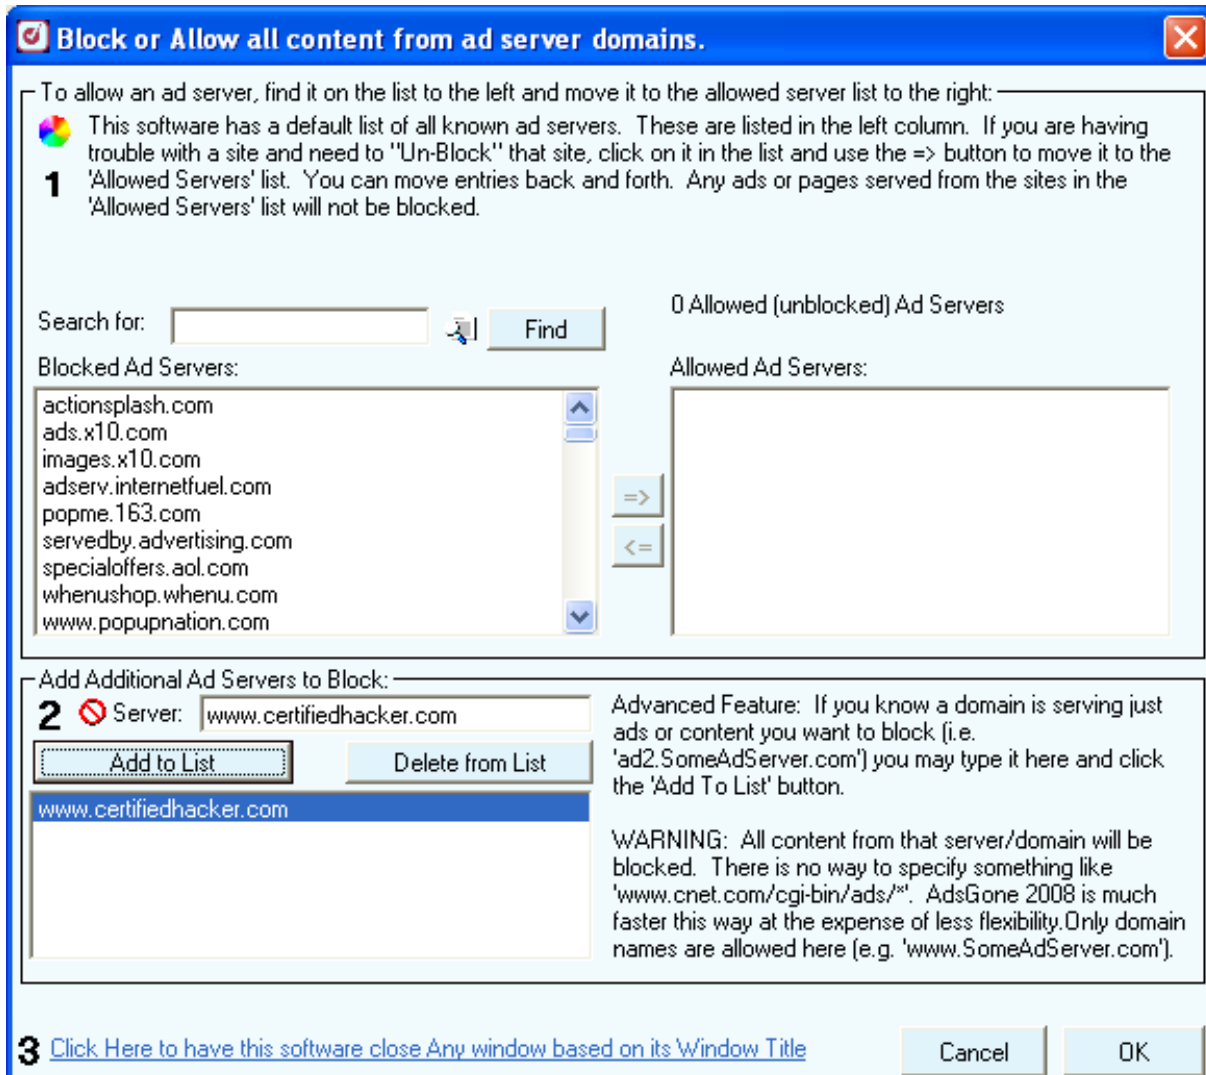 Block or Allow all content from ad server domains.
To allow an ad server, find it on the list to the left and move it to the allowed server list to the right:
This software has a default list of all known ad servers. These are listed in the left column. If you are having
trouble with a site and need to "Un-Block" that site, click on it in the list and use the => button to move it to the
1
'Allowed Servers' list. You can move entries back and forth. Any ads or pages served from the sites in the
'Allowed Servers' list will not be blocked.
0 Allowed (unblocked) Ad Servers
Search for:
Find
Blocked Ad Servers:
Allowed Ad Servers:
actionsplash.com
ads.x10.com
images.x10.com
adserv.internetfuel.com
popme.163.com
servedby.advertising.com
specialoffers.aol.com
whenushop.whenu.com
www.popupnation.com
=>
<=
Add Additional Ad Servers to Block:
2 Server: www.certifiedhacker.com
Add to List
Delete from List
www.certifiedhacker.com
Advanced Feature: If you know a domain is serving just
ads or content you want to block (i.e.
'ad2.SomeAdServer.com') you may type it here and click
the 'Add To List' button.
WARNING: All content from that server/domain will be
blocked. There is no way to specify something like
'www.cnet.com/cgi-bin/ads/*'. AdsGone 2008 is much
faster this way at the expense of less flexibility.Only domain
names are allowed here (e.g. 'www.SomeAdServer.com').
3 Click Here to have this software close Any window based on its Window Title
Cancel
OK